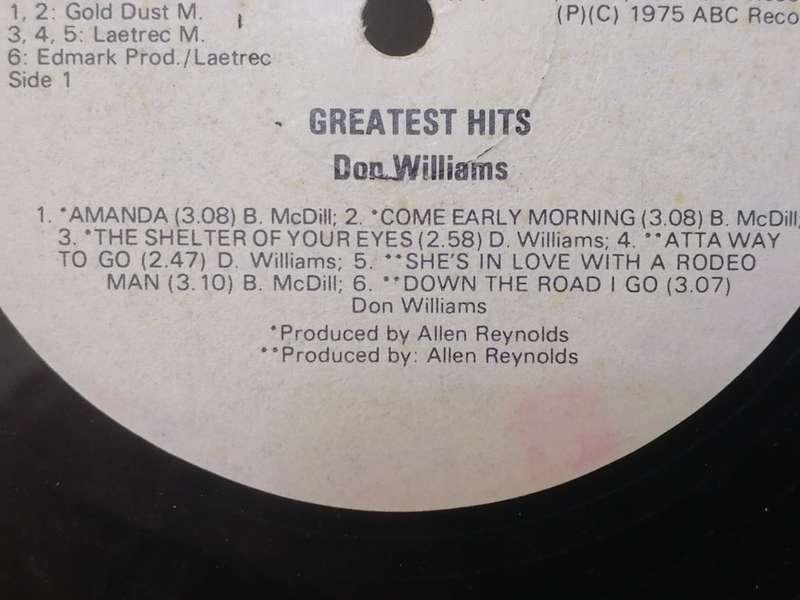 1, 2: Gold Dust M.
3, 4, 5: Laetrec M.
6: Edmark Prod./Laetrec
Side 1
(P)(C) 1975 ABC Reco
GREATEST HITS
Don Williams
1. *AMANDA (3.08) B. McDill; 2. *COME EARLY MORNING (3.08) B. McDill;
3. *THE SHELTER OF YOUR EYES (2.58) D. Williams; 4. **ATTA WAY
TO GO (2.47) D. Williams; 5. **SHE'S IN LOVE WITH A RODEO
MAN (3.10) B. McDill; 6. **DOWN THE ROAD I GO (3.07)
Don Williams
*Produced by Allen Reynolds
**Produced by: Allen Reynolds